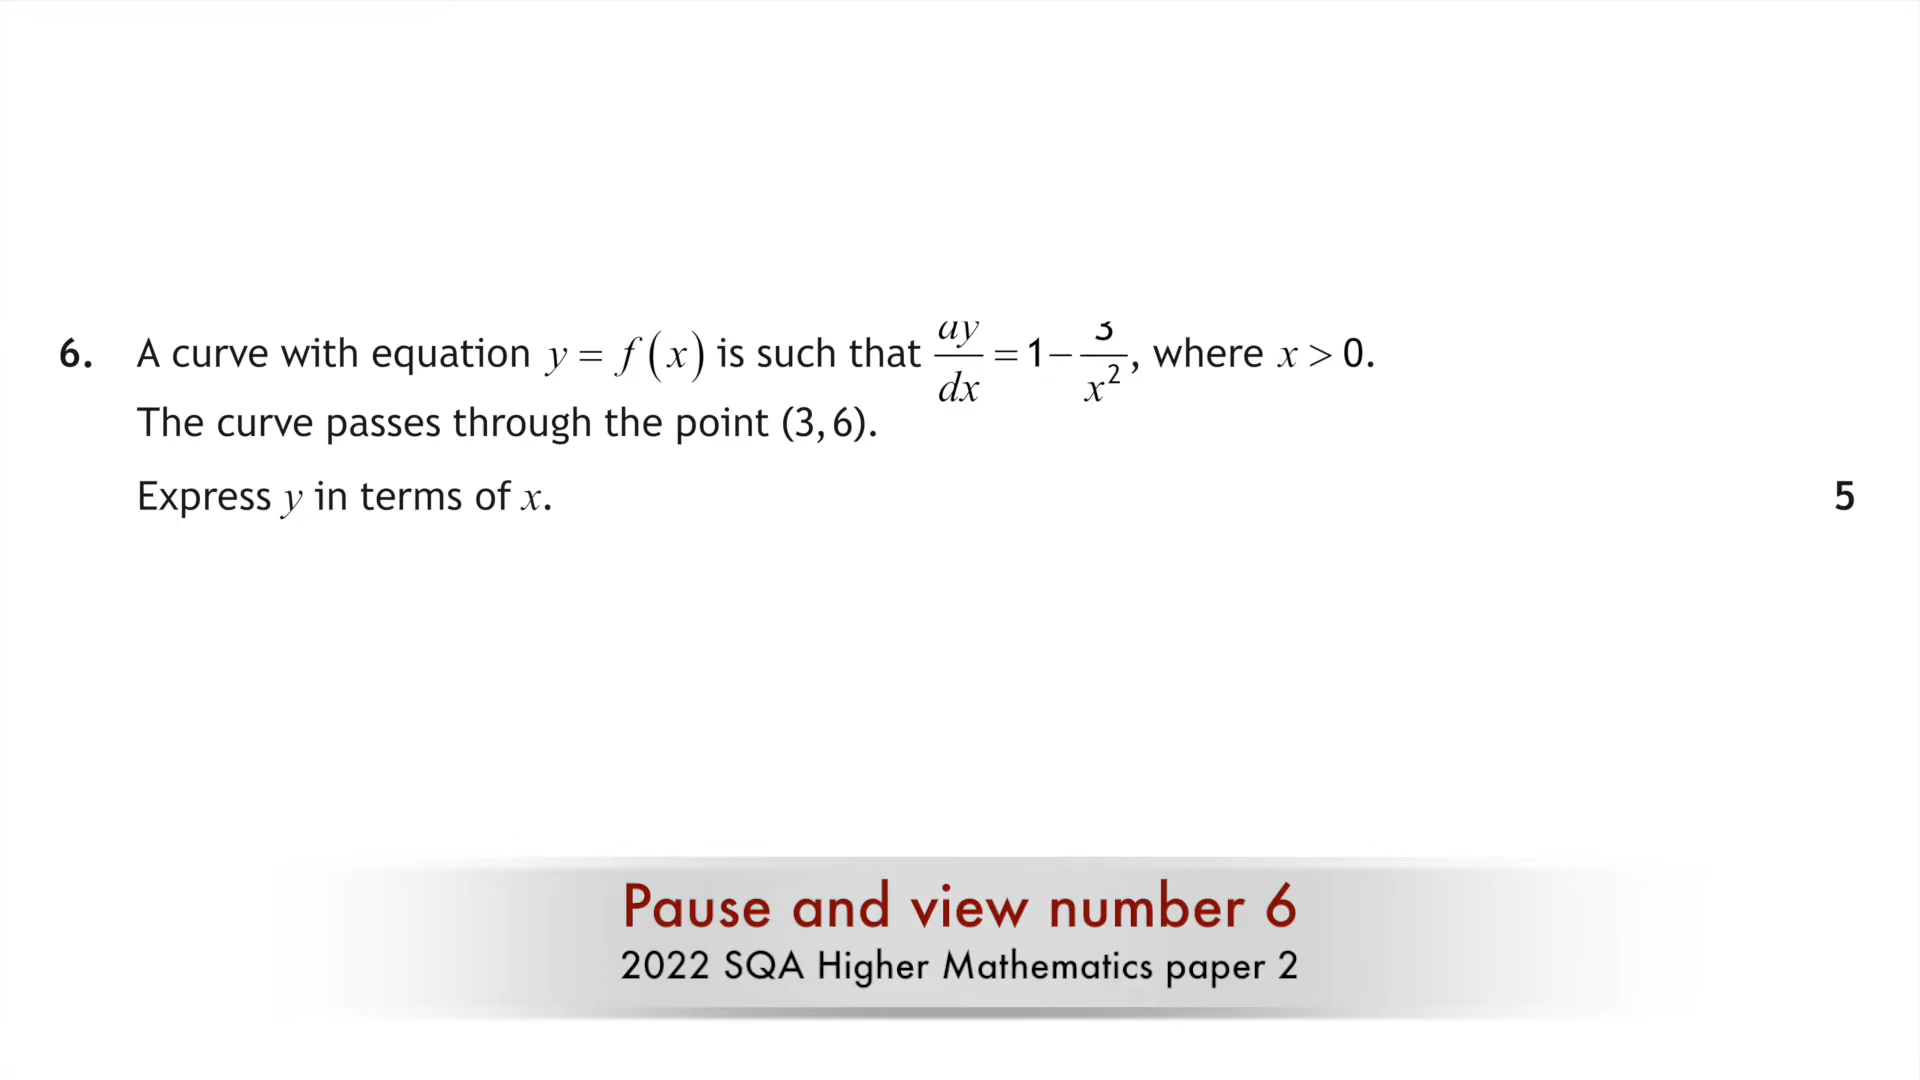 6. A curve with equation y = f(x) is such that dy/dx = 1 − 3/x², where x > 0.
The curve passes through the point (3, 6).
Express y in terms of x. 5
Pause and view number 6
2022 SQA Higher Mathematics paper 2